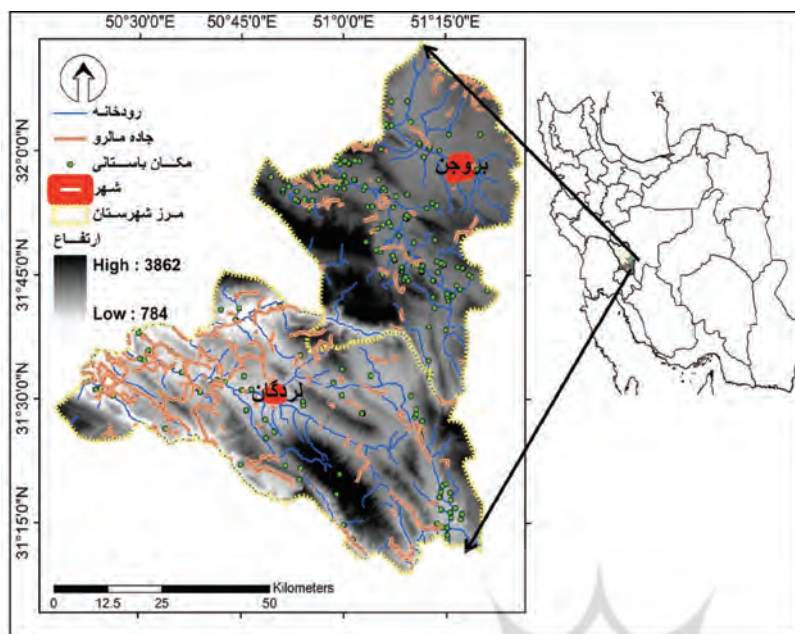 50°30'0"E 50°45'0"E 51°0'0"E 51°15'0"E
رودخانه
جاده مالرو
مکان باستانی
شهر
مرز شهرستان
ارتفاع
High : 3862
Low : 784
32°0'0"N
31°45'0"N
31°30'0"N
31°15'0"N
بروجن
لردگان
Kilometers
0 12.5 25 50